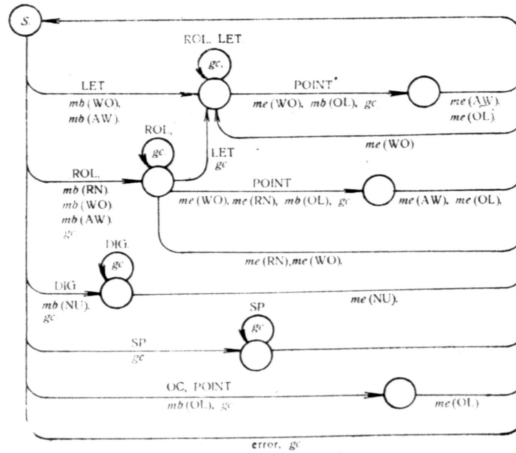 S.
ROL, LET.
gc.
LET
mb(WO),
mb(AW).
POINT*
me(WO), mb(OL), gc
me(AW).
me(OL)
me(WO)
ROL,
gc
LET
gc
ROL,
mb(RN)
mb(WO)
mb(AW).
gc
POINT
me(WO), me(RN), mb(OL), gc
me(AW), me(OL).
me(RN), me(WO).
DIG.
gc
DIG
mb(NU).
gc
me(NU).
SP
gc
SP
gc
OC, POINT
mb(OL), gc
me(OL)
error, gc